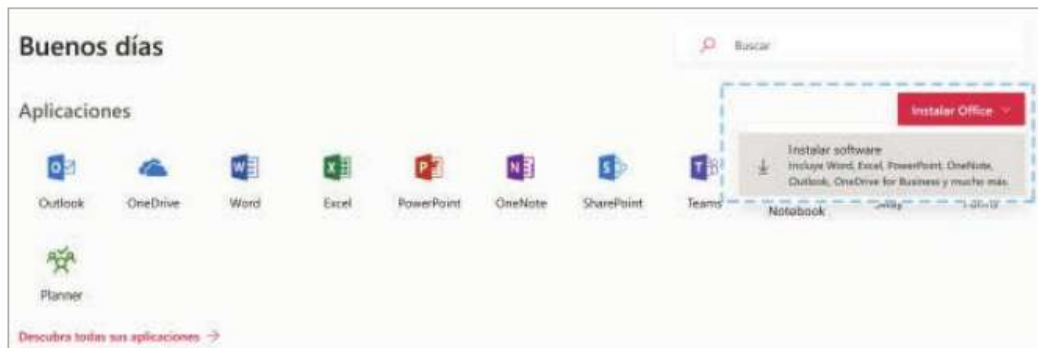 Buenos días
Buscar
Aplicaciones
Instalar Office
Instalar software
Incluye Word, Excel, PowerPoint, OneNote,
Outlook, OneDrive for Business y mucho más.
Outlook OneDrive Word Excel PowerPoint OneNote SharePoint Teams Notebook
Planner
Descubra todas sus aplicaciones →